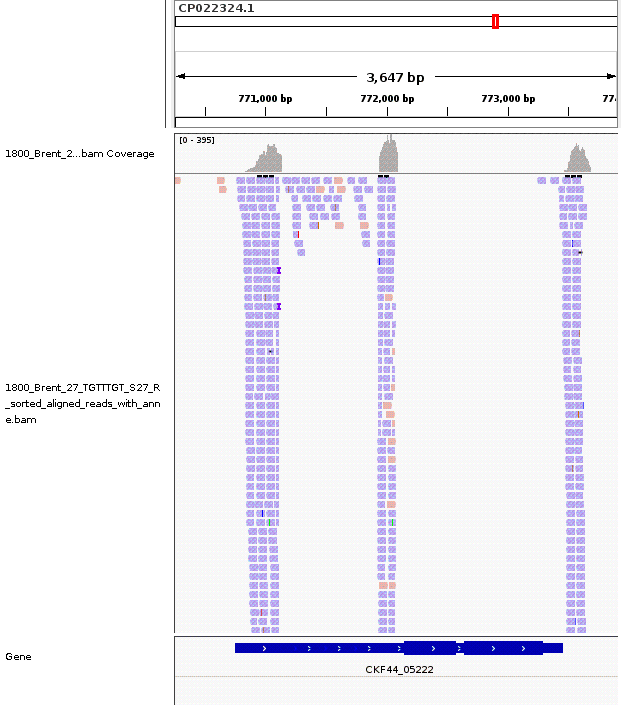 CP022324.1
3,647 bp
771,000 bp 772,000 bp 773,000 bp 774
[0 - 395]
1800_Brent_2...bam Coverage
1800_Brent_27_TGTTTGT_S27_R
_sorted_aligned_reads_with_ann
e.bam
Gene
CKF44_05222